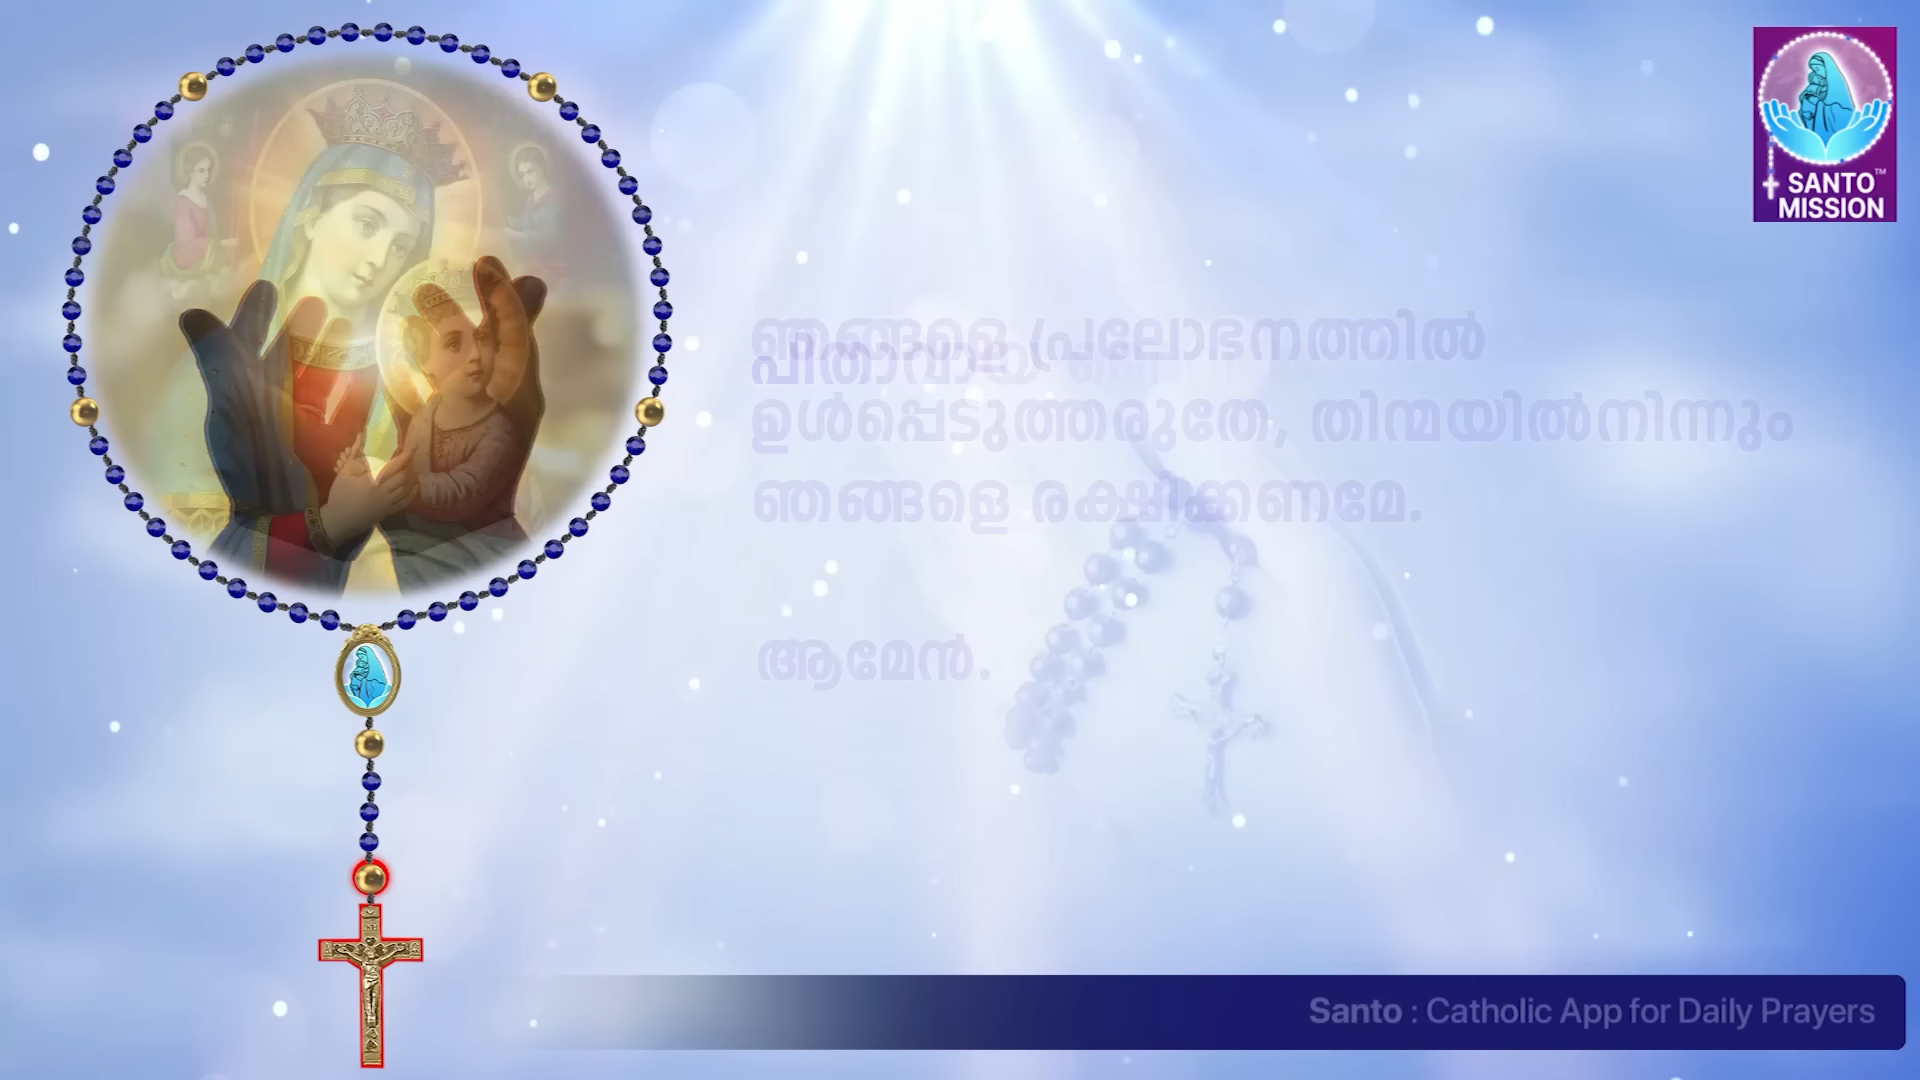 SANTO™
MISSION
ഞങ്ങളെ പ്രലോഭനത്തിൽ
പിതാവായ
ഉൾപ്പെടുത്തരുതേ, തിന്മയിൽനിന്നും
ഞങ്ങളെ രക്ഷിക്കണമേ.
ആമേൻ.
Santo : Catholic App for Daily Prayers